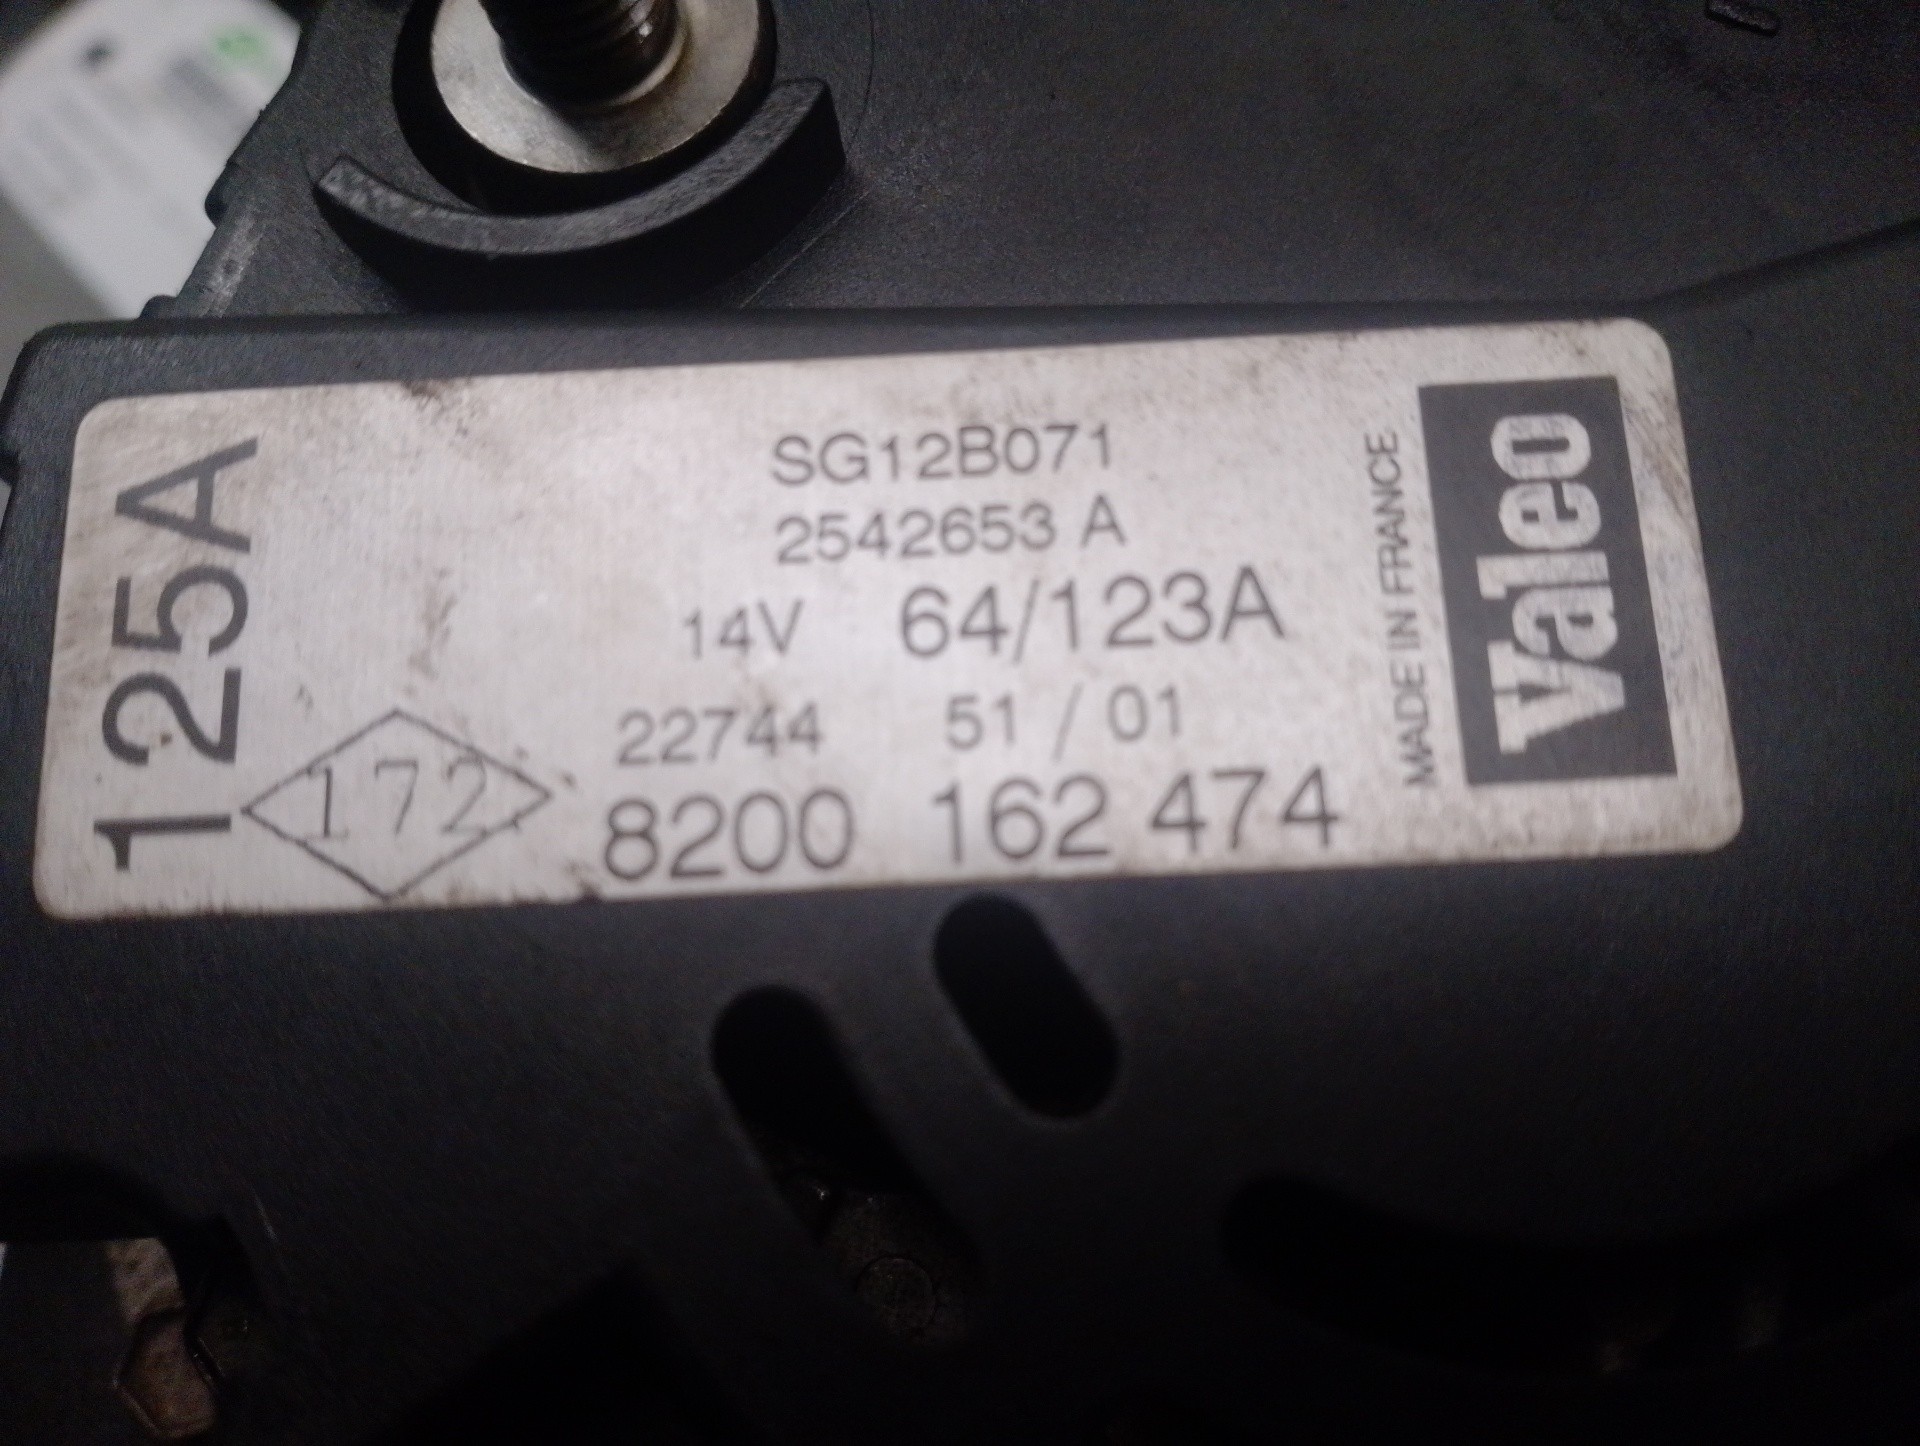 125A
SG12B071
2542653 A
14V 64/123A
22744 51 / 01
172
8200 162 474
MADE IN FRANCE
Valeo